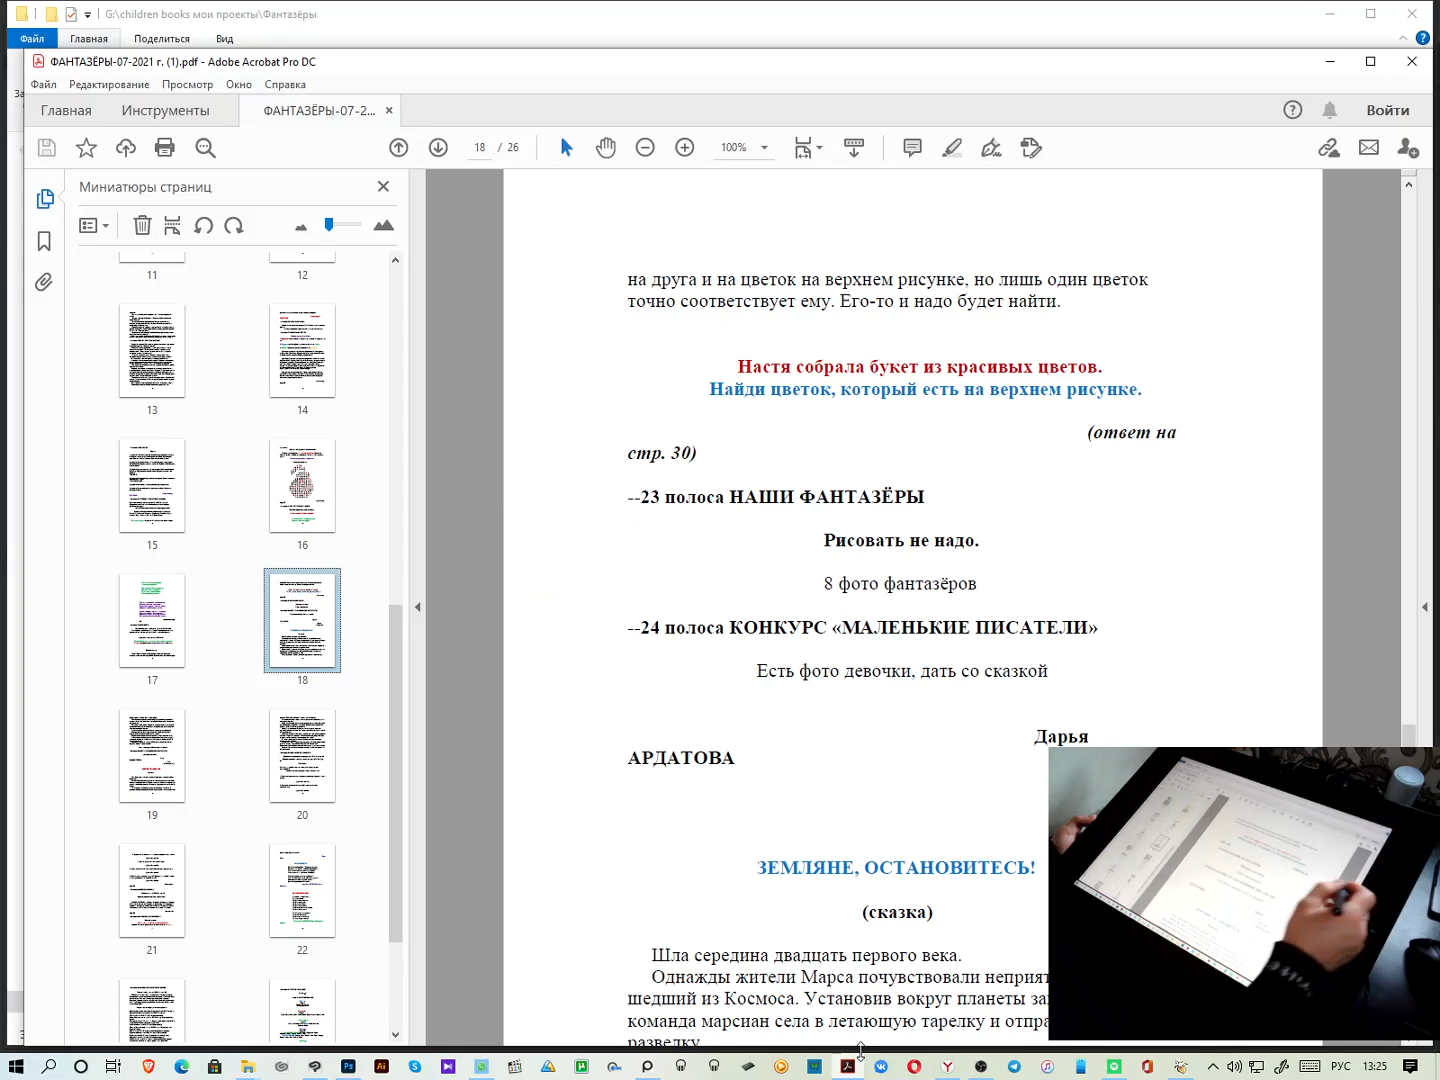 G:\children books мои проекты\Фантазёры
Файл Главная Поделиться Вид
ФАНТАЗЁРЫ-07-2021 г. (1).pdf - Adobe Acrobat Pro DC
Файл Редактирование Просмотр Окно Справка
Главная Инструменты ФАНТАЗЁРЫ-07-2... Войти
18 / 26 100%
Миниатюры страниц
11 12
13 14
15 16
17 18
19 20
21 22
на друга и на цветок на верхнем рисунке, но лишь один цветок
точно соответствует ему. Его-то и надо будет найти.
Настя собрала букет из красивых цветов.
Найди цветок, который есть на верхнем рисунке.
(ответ на
стр. 30)
--23 полоса НАШИ ФАНТАЗЁРЫ
Рисовать не надо.
8 фото фантазёров
--24 полоса КОНКУРС «МАЛЕНЬКИЕ ПИСАТЕЛИ»
Есть фото девочки, дать со сказкой
Дарья
АРДАТОВА
ЗЕМЛЯНЕ, ОСТАНОВИТЕСЬ!
(сказка)
Шла середина двадцать первого века.
Однажды жители Марса почувствовали неприят
шедший из Космоса. Установив вокруг планеты за
команда марсиан села в летающую тарелку и отпра
разведку
РУС 13:25